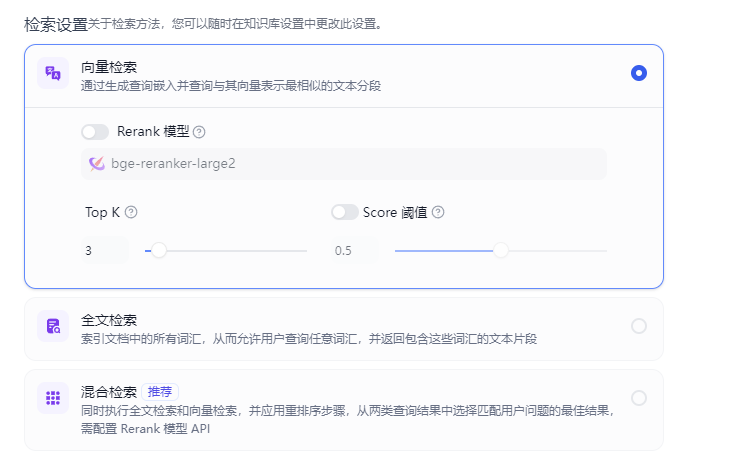 检索设置关于检索方法，您可以随时在知识库设置中更改此设置。
向量检索
通过生成查询嵌入并查询与其向量表示最相似的文本分段
Rerank 模型
bge-reranker-large2
Top K Score 阈值
3 0.5
全文检索
索引文档中的所有词汇，从而允许用户查询任意词汇，并返回包含这些词汇的文本片段
混合检索 推荐
同时执行全文检索和向量检索，并应用重排序步骤，从两类查询结果中选择匹配用户问题的最佳结果，
需配置 Rerank 模型 API